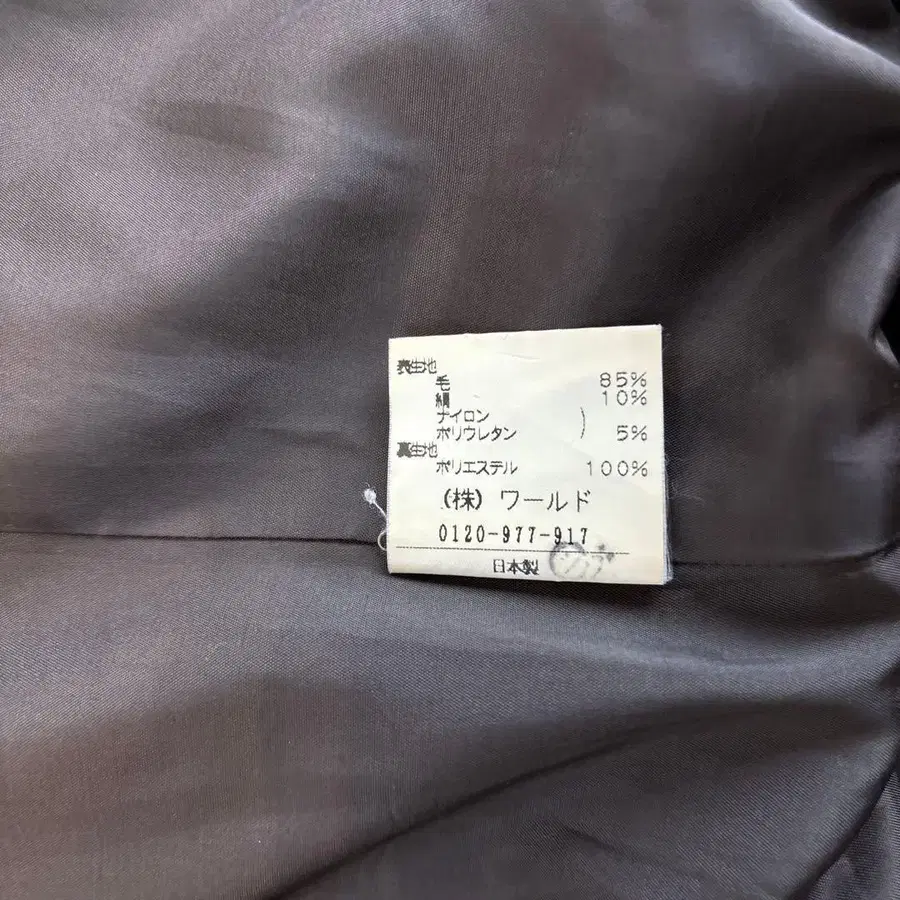 表生地
毛 85%
絹 10%
ナイロン
ポリウレタン ) 5%
裏生地
ポリエステル 100%
(株) ワールド
0120-977-917
日本製